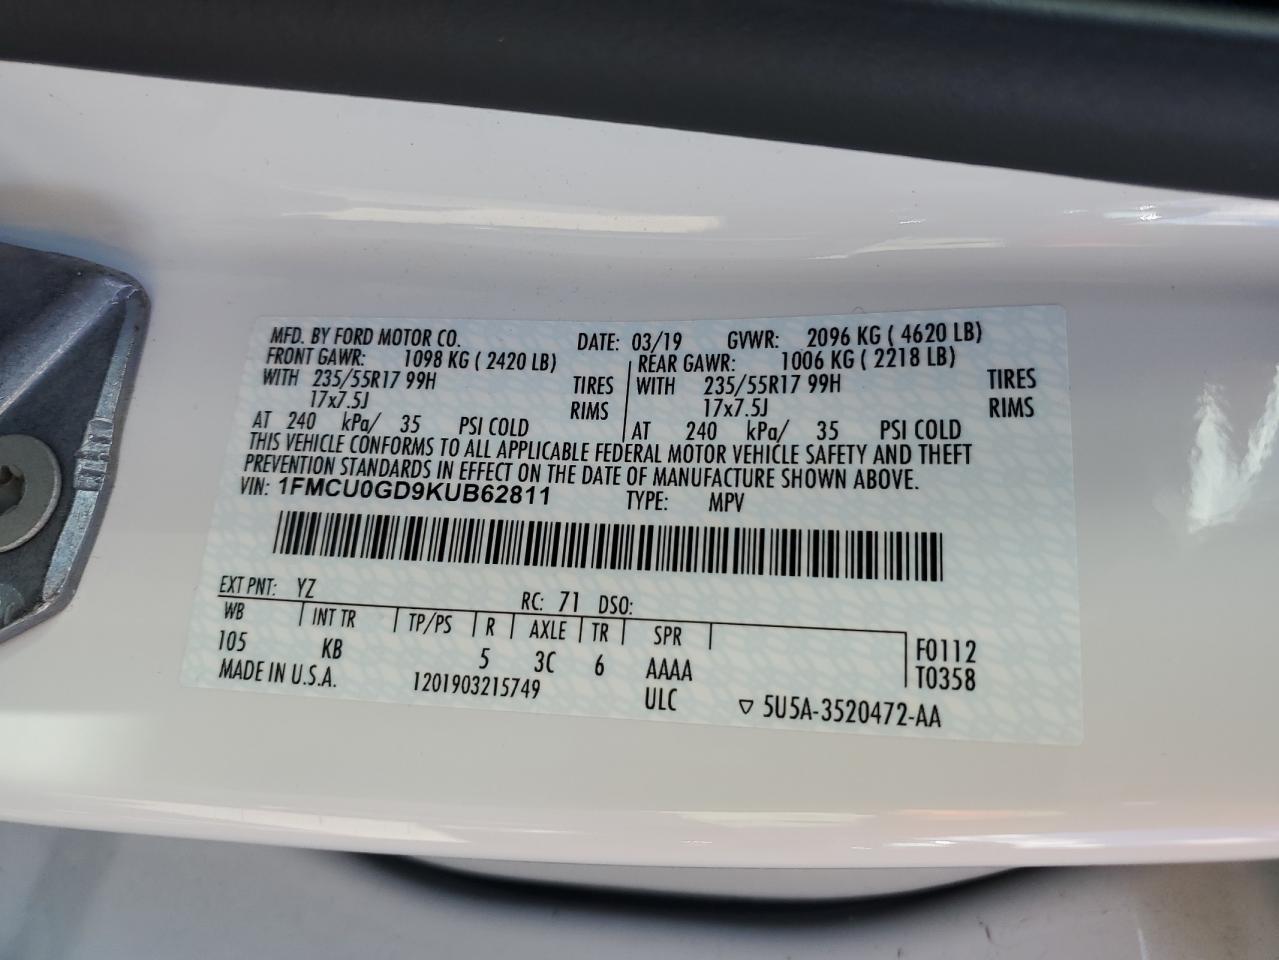 MFD. BY FORD MOTOR CO. DATE: 03/19 GVWR: 2096 KG ( 4620 LB)
FRONT GAWR: 1098 KG ( 2420 LB) REAR GAWR: 1006 KG ( 2218 LB)
WITH 235/55R17 99H TIRES WITH 235/55R17 99H TIRES
17x7.5J RIMS 17x7.5J RIMS
AT 240 kPa/ 35 PSI COLD AT 240 kPa/ 35 PSI COLD
THIS VEHICLE CONFORMS TO ALL APPLICABLE FEDERAL MOTOR VEHICLE SAFETY AND THEFT
PREVENTION STANDARDS IN EFFECT ON THE DATE OF MANUFACTURE SHOWN ABOVE.
VIN: 1FMCU0GD9KUB62811 TYPE: MPV
EXT PNT: YZ RC: 71 DSO:
WB INT TR TP/PS R AXLE TR SPR F0112
105 KB 5 3C 6 AAAA T0358
MADE IN U.S.A. 1201903215749 ULC ▽ 5U5A-3520472-AA